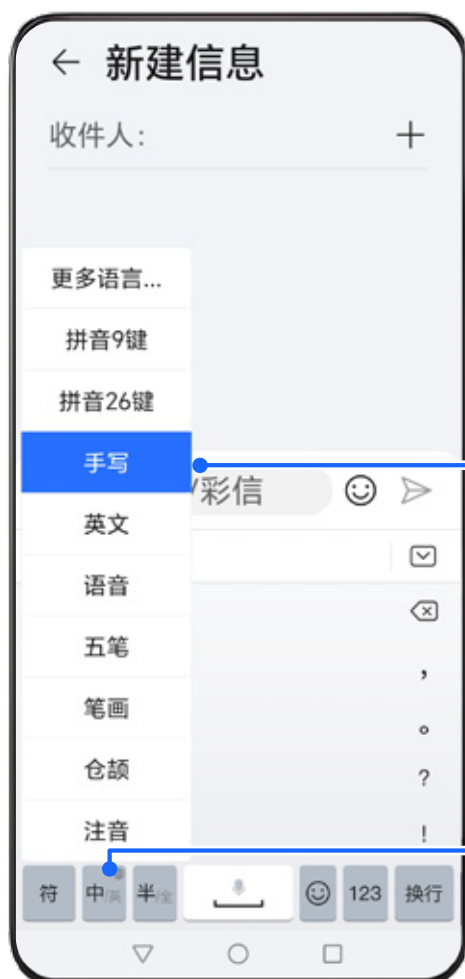 新建信息
收件人:
更多语言...
拼音9键
拼音26键
手写
/彩信
英文
语音
五笔
，
笔画
。
仓颉
?
注音
!
符 中/英 半/全 123 换行